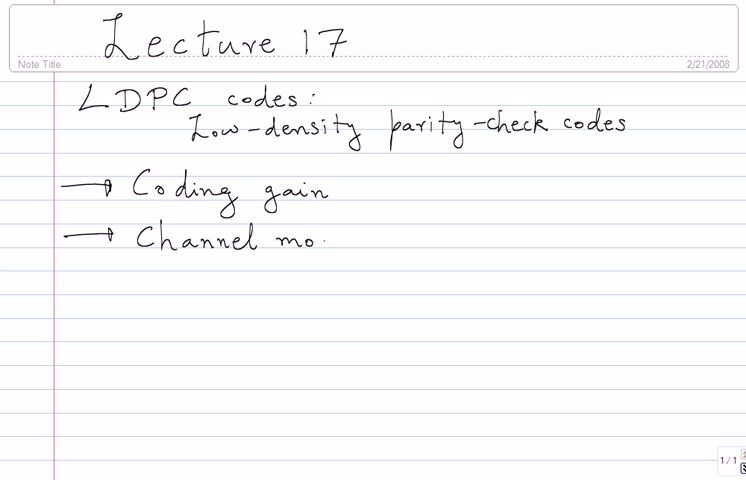 Lecture 17
Note Title
2/21/2008
LDPC codes:
Low-density parity-check codes
→ Coding gain
→ Channel mo
1/1